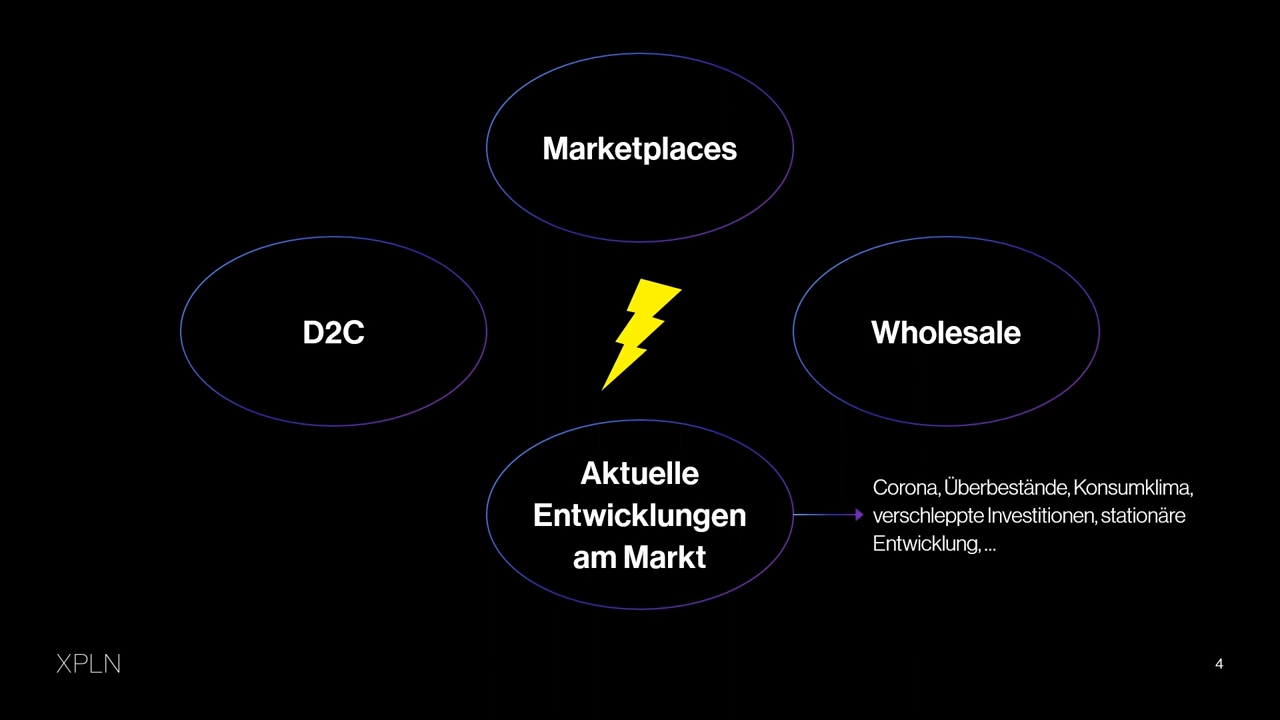 Marketplaces
D2C
Wholesale
Aktuelle
Entwicklungen
am Markt
Corona, Überbestände, Konsumklima,
verschleppte Investitionen, stationäre
Entwicklung, ...
XPLN
4